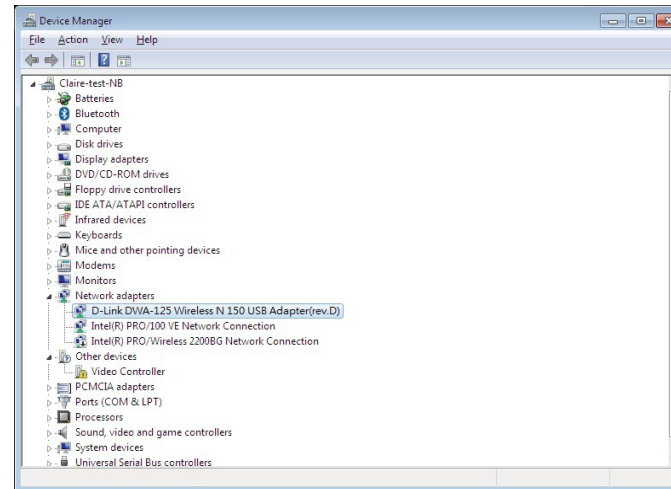 Device Manager
File Action View Help
Claire-test-NB
Batteries
Bluetooth
Computer
Disk drives
Display adapters
DVD/CD-ROM drives
Floppy drive controllers
IDE ATA/ATAPI controllers
Infrared devices
Keyboards
Mice and other pointing devices
Modems
Monitors
Network adapters
D-Link DWA-125 Wireless N 150 USB Adapter(rev.D)
Intel(R) PRO/100 VE Network Connection
Intel(R) PRO/Wireless 2200BG Network Connection
Other devices
Video Controller
PCMCIA adapters
Ports (COM & LPT)
Processors
Sound, video and game controllers
System devices
Universal Serial Bus controllers